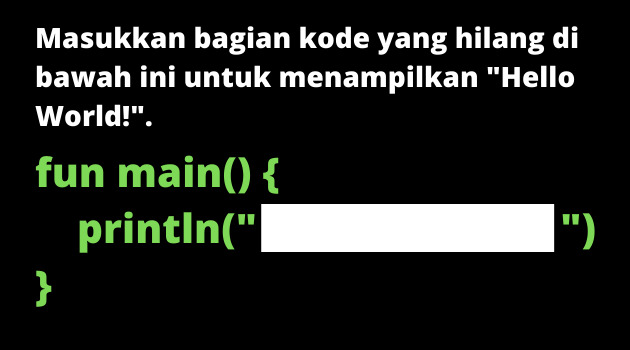 Masukkan bagian kode yang hilang di
bawah ini untuk menampilkan "Hello
World!".
fun main() {
println(" ")
}